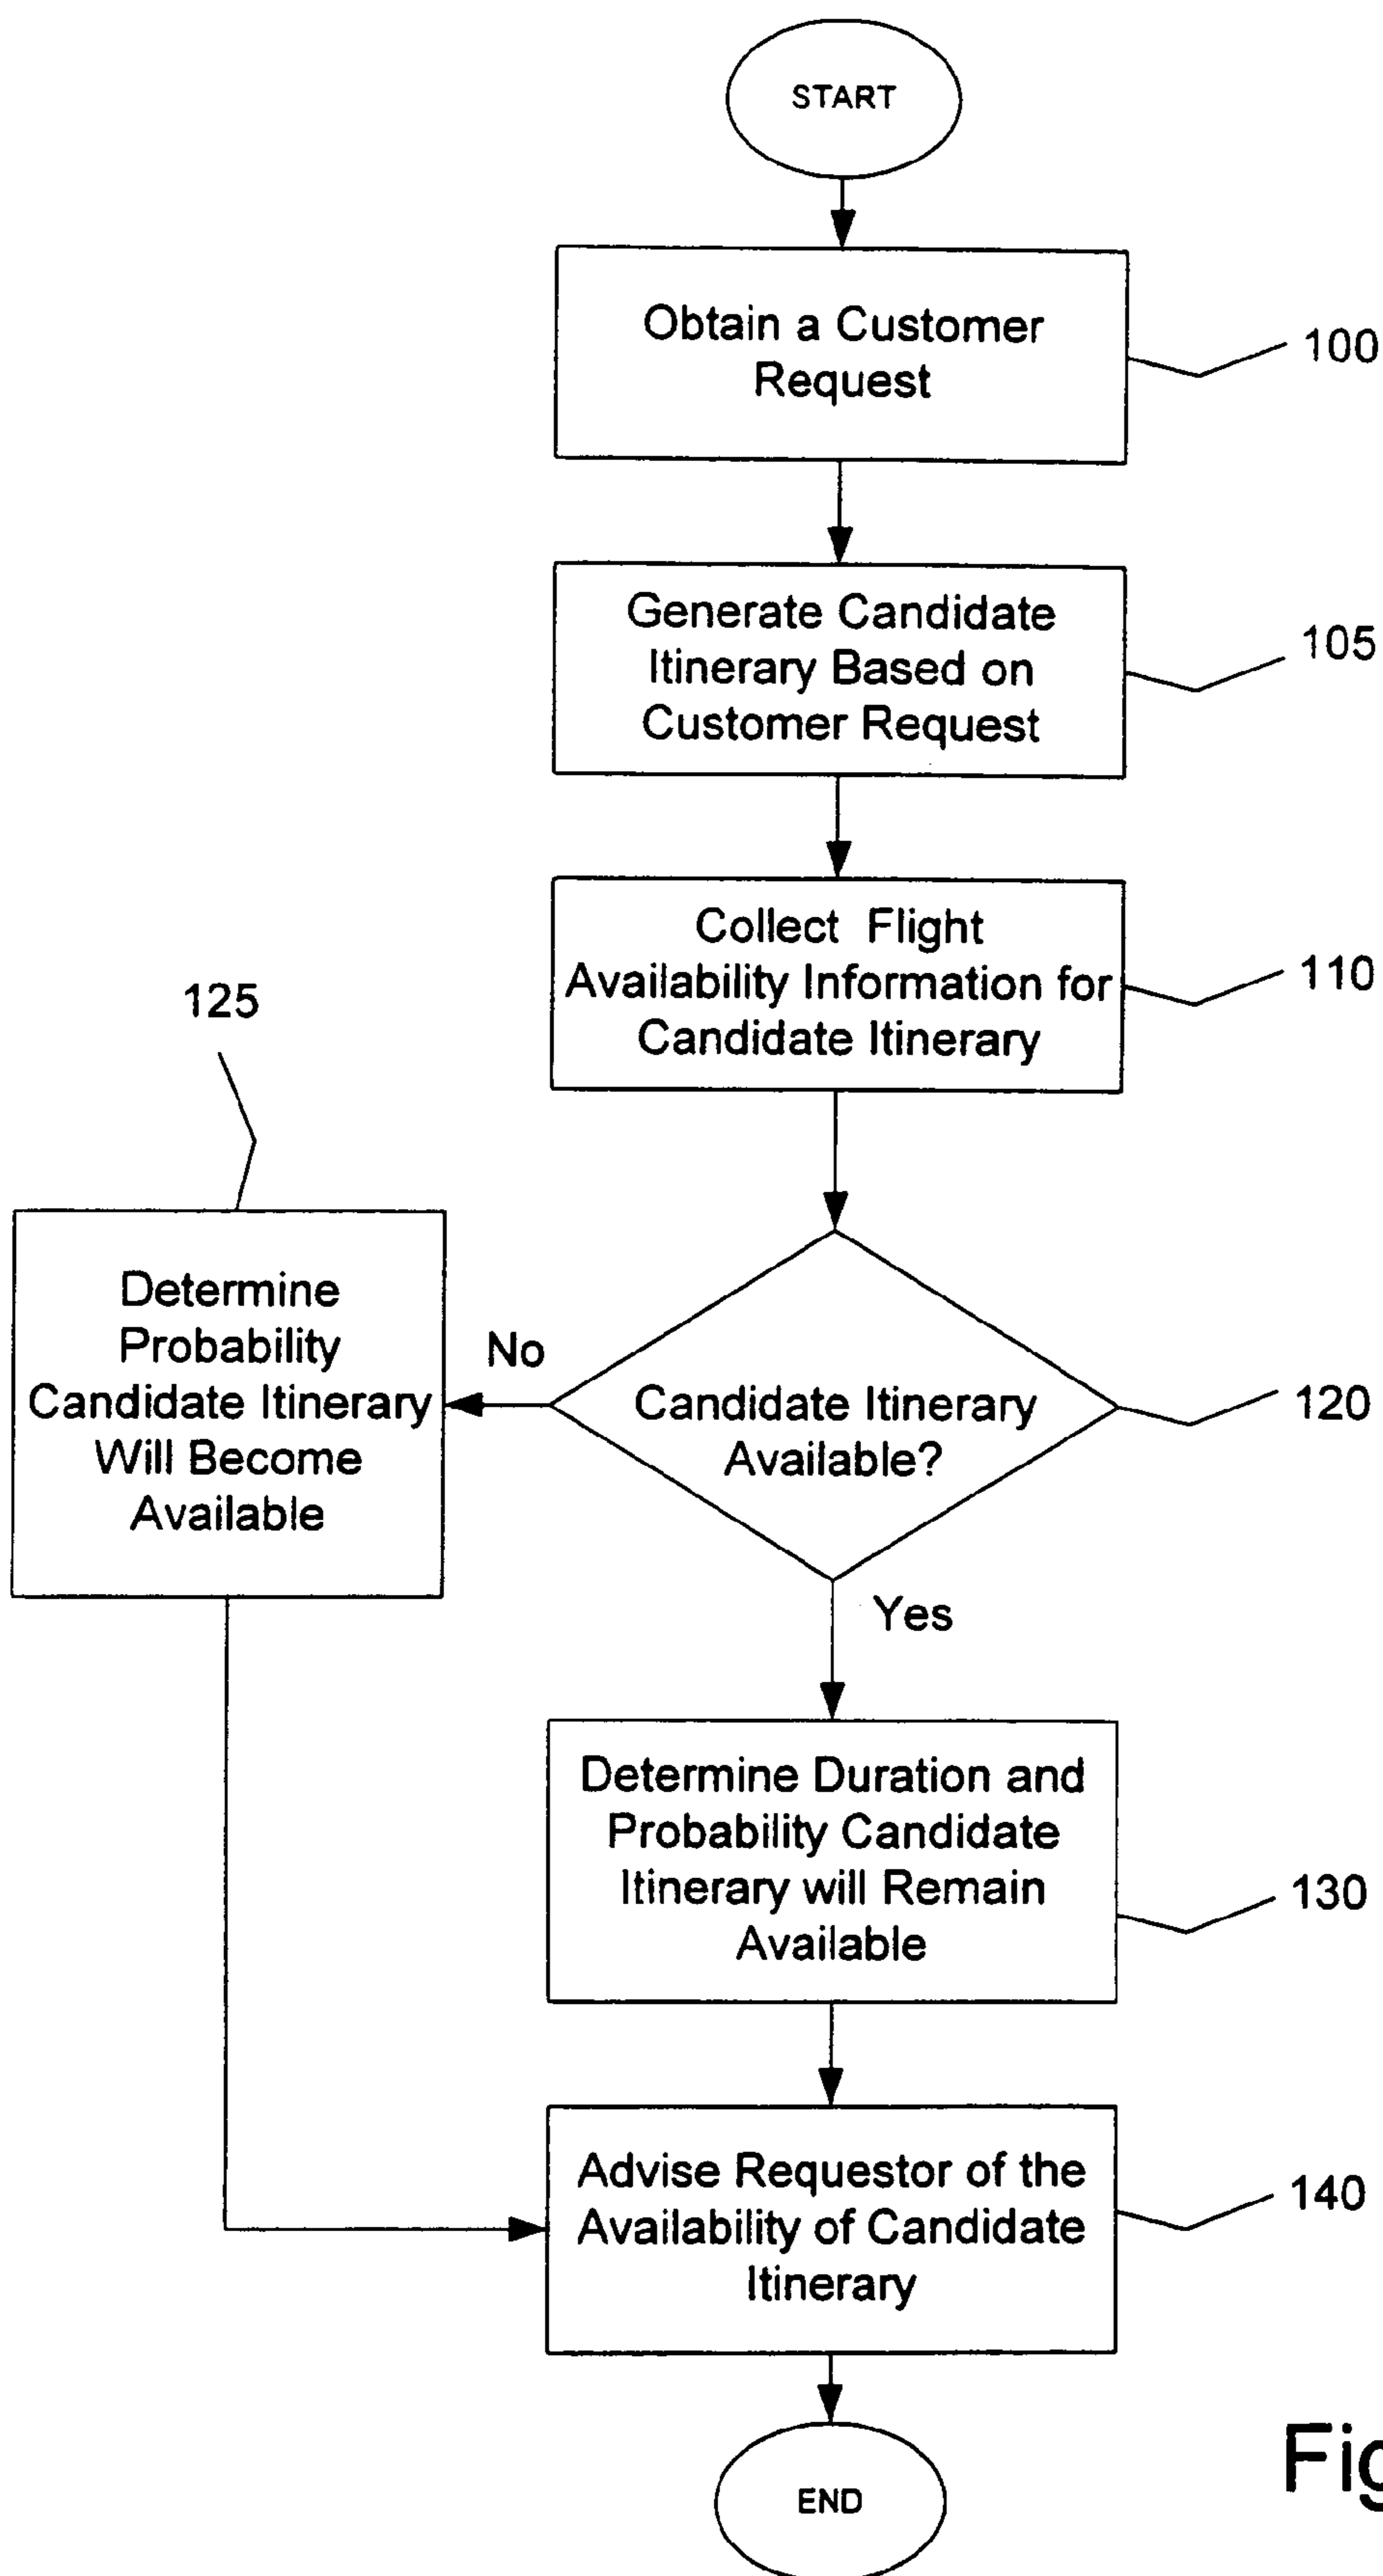 START
Obtain a Customer
Request
100
Generate Candidate
Itinerary Based on
Customer Request
105
Collect Flight
Availability Information for
Candidate Itinerary
110
125
Determine
Probability
Candidate Itinerary
Will Become
Available
No
Candidate Itinerary
Available?
120
Yes
Determine Duration and
Probability Candidate
Itinerary will Remain
Available
130
Advise Requestor of the
Availability of Candidate
Itinerary
140
END